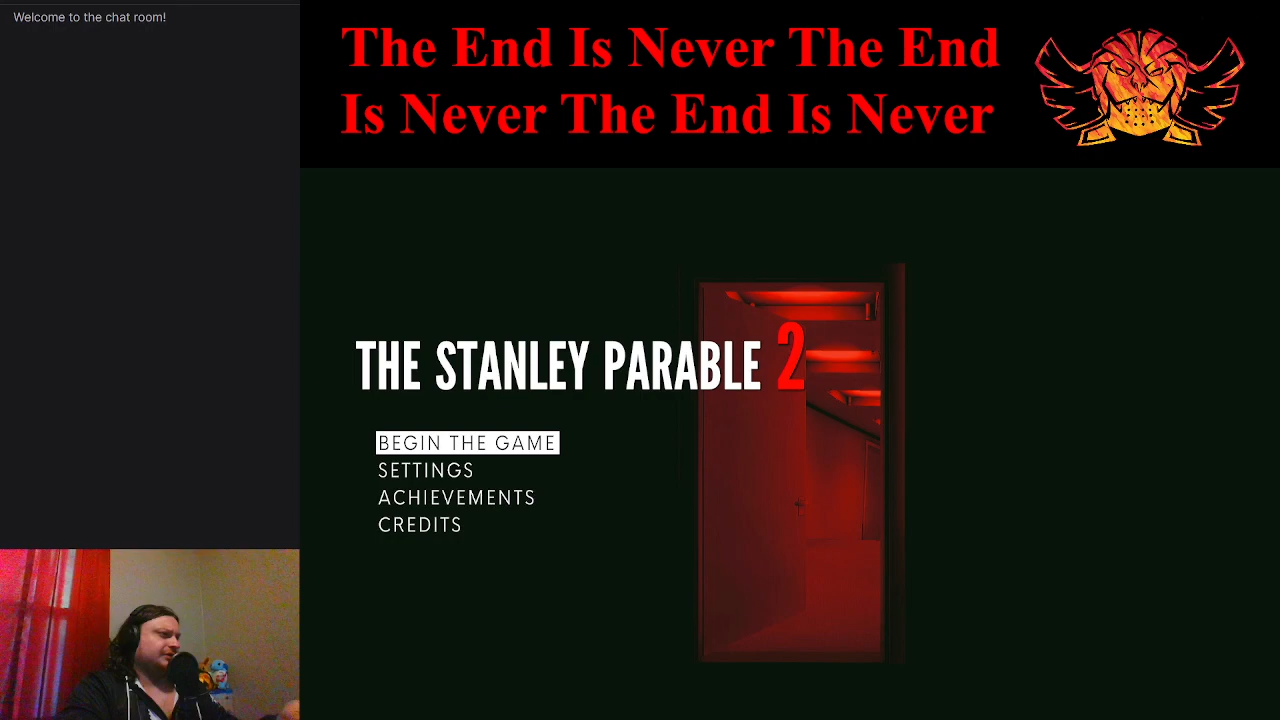 Welcome to the chat room!
The End Is Never The End
Is Never The End Is Never
THE STANLEY PARABLE 2
BEGIN THE GAME
SETTINGS
ACHIEVEMENTS
CREDITS